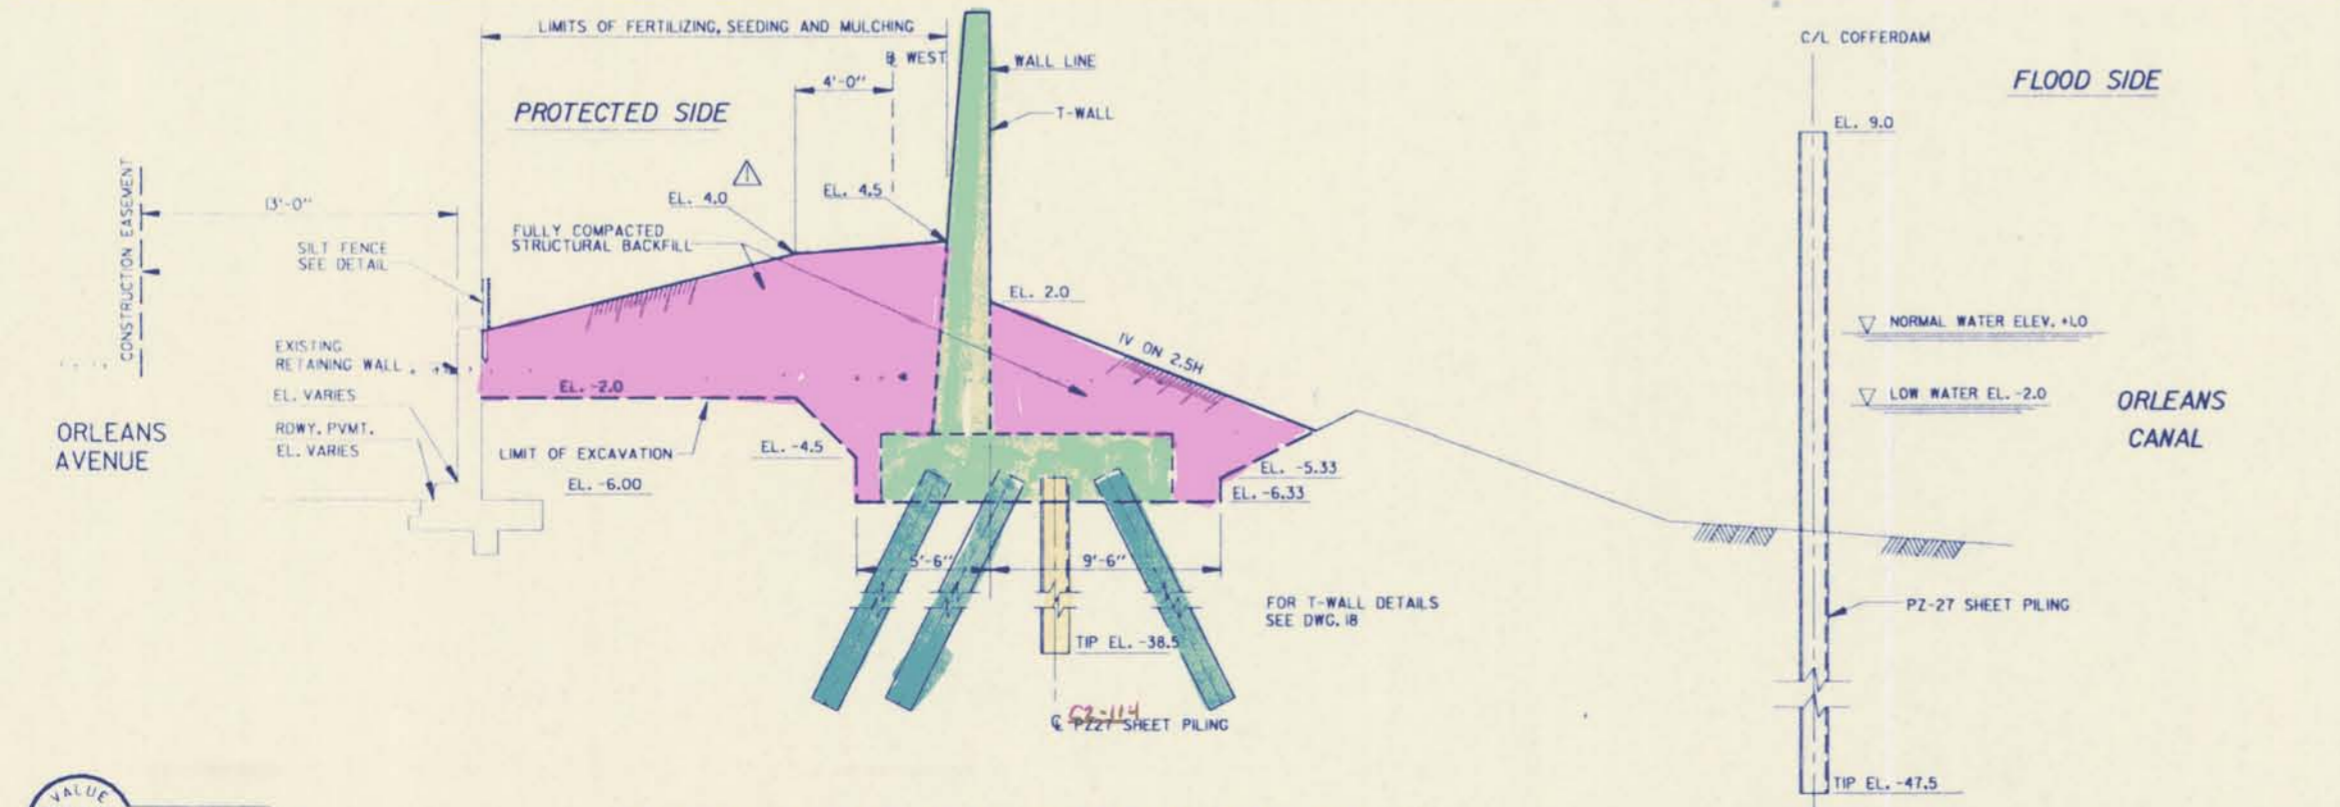 LIMITS OF FERTILIZING, SEEDING AND MULCHING
C/L COFFERDAM
B WEST
WALL LINE
FLOOD SIDE
4'-0"
PROTECTED SIDE
T-WALL
EL. 9.0
CONSTRUCTION EASEMENT
EL. 4.0
EL. 4.5
13'-0"
FULLY COMPACTED
STRUCTURAL BACKFILL
SILT FENCE
SEE DETAIL
EL. 2.0
NORMAL WATER ELEV. +1.0
1V ON 2.5H
EXISTING
RETAINING WALL
EL. -2.0
EL. VARIES
LOW WATER EL. -2.0
ORLEANS
CANAL
ORLEANS
AVENUE
RDWY. PVMT.
EL. VARIES
LIMIT OF EXCAVATION
EL. -4.5
EL. -5.33
EL. -6.00
EL. -6.33
5'-6"
9'-6"
FOR T-WALL DETAILS
SEE DWG. 18
PZ-27 SHEET PILING
TIP EL. -38.5
CZ-114
℄ PZ27 SHEET PILING
TIP EL. -47.5
VALUE